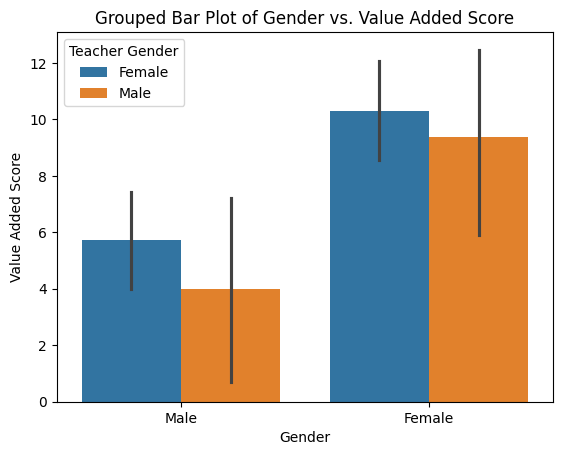 Grouped Bar Plot of Gender vs. Value Added Score
Teacher Gender
Female
Male
Value Added Score
12
10
8
6
4
2
0
Male
Female
Gender